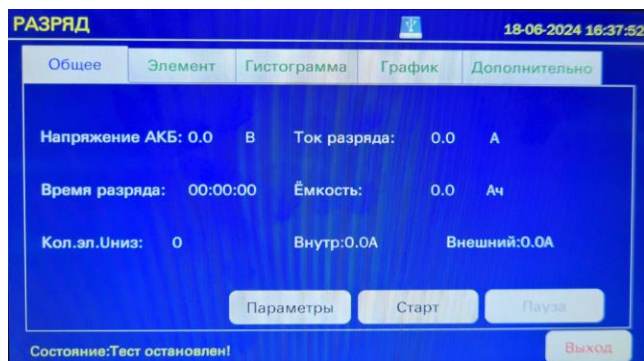 РАЗРЯД 18-06-2024 16:37:52
Общее Элемент Гистограмма График Дополнительно
Напряжение АКБ: 0.0 В Ток разряда: 0.0 А
Время разряда: 00:00:00 Ёмкость: 0.0 Ач
Кол.эл.Uниз: 0 Внутр:0.0А Внешний:0.0А
Параметры Старт Пауза
Состояние:Тест остановлен! Выход